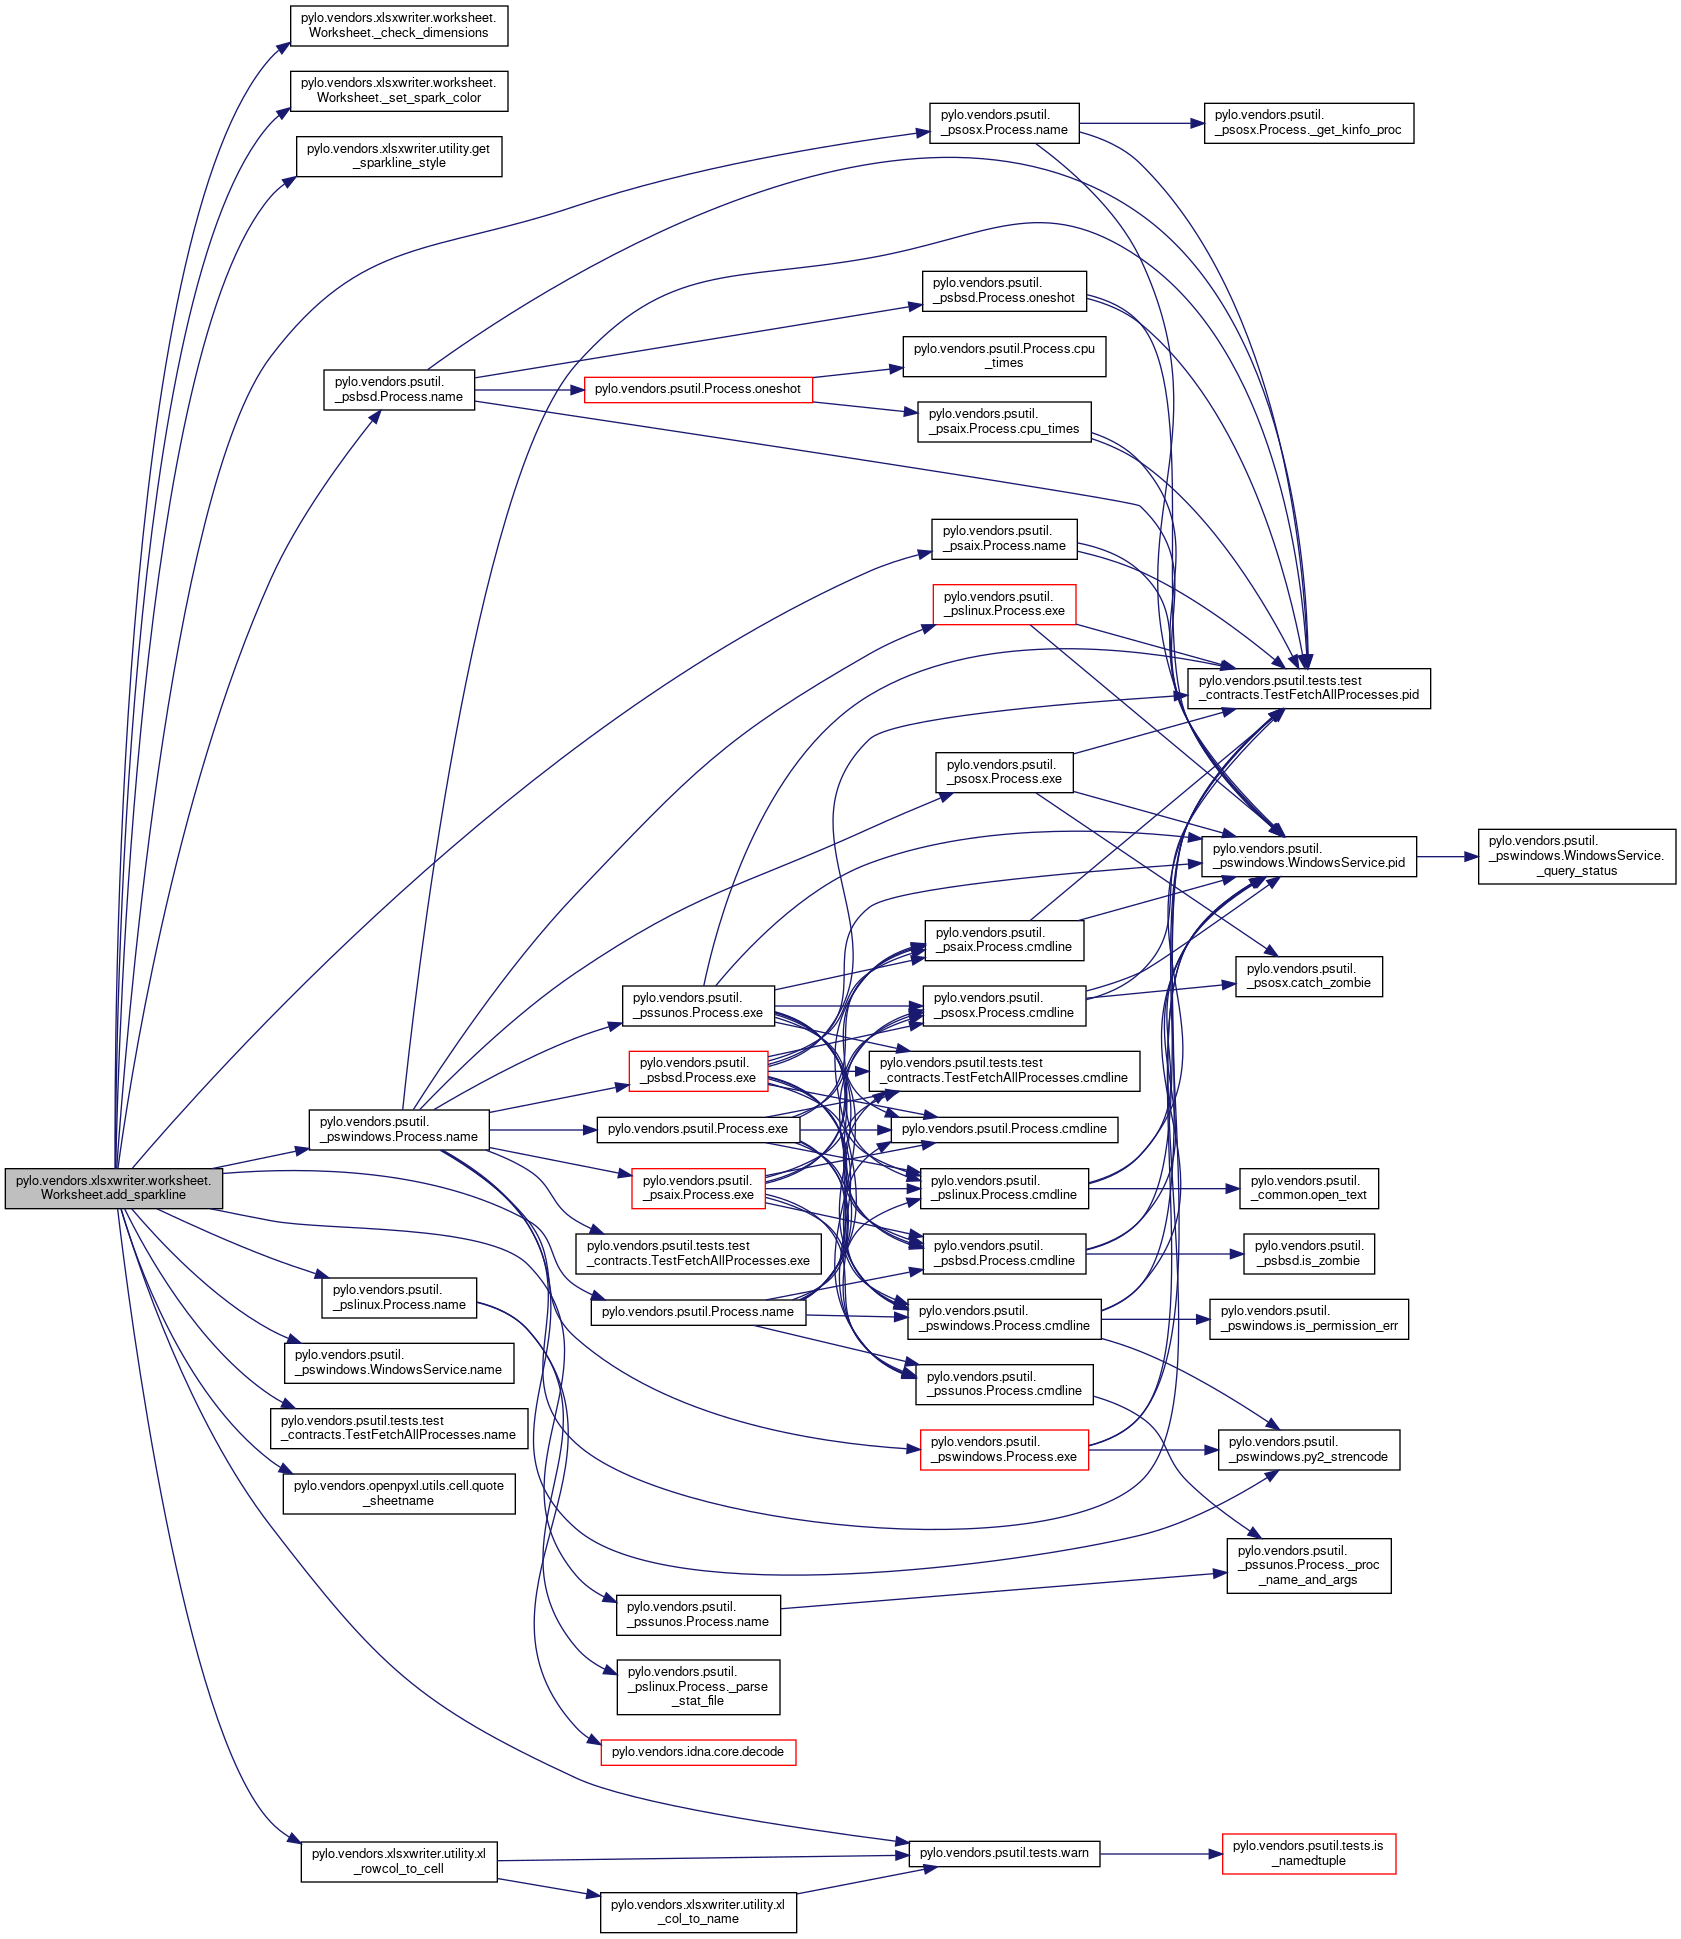 pylo.vendors.xlsxwriter.worksheet.
Worksheet._check_dimensions
pylo.vendors.xlsxwriter.worksheet.
Worksheet._set_spark_color
pylo.vendors.xlsxwriter.utility.get
_sparkline_style
pylo.vendors.psutil.
_psosx.Process.name
pylo.vendors.psutil.
_psosx.Process._get_kinfo_proc
pylo.vendors.psutil.
_psbsd.Process.oneshot
pylo.vendors.psutil.Process.cpu
_times
pylo.vendors.psutil.
_psbsd.Process.name
pylo.vendors.psutil.Process.oneshot
pylo.vendors.psutil.
_psaix.Process.cpu_times
pylo.vendors.psutil.
_psaix.Process.name
pylo.vendors.psutil.
_pslinux.Process.exe
pylo.vendors.psutil.tests.test
_contracts.TestFetchAllProcesses.pid
pylo.vendors.psutil.
_psosx.Process.exe
pylo.vendors.psutil.
_pswindows.WindowsService.pid
pylo.vendors.psutil.
_pswindows.WindowsService.
_query_status
pylo.vendors.psutil.
_psaix.Process.cmdline
pylo.vendors.psutil.
_psosx.catch_zombie
pylo.vendors.psutil.
_pssunos.Process.exe
pylo.vendors.psutil.
_psosx.Process.cmdline
pylo.vendors.psutil.
_psbsd.Process.exe
pylo.vendors.psutil.tests.test
_contracts.TestFetchAllProcesses.cmdline
pylo.vendors.psutil.
_pswindows.Process.name
pylo.vendors.psutil.Process.exe
pylo.vendors.psutil.Process.cmdline
pylo.vendors.xlsxwriter.worksheet.
Worksheet.add_sparkline
pylo.vendors.psutil.
_psaix.Process.exe
pylo.vendors.psutil.
_pslinux.Process.cmdline
pylo.vendors.psutil.
_common.open_text
pylo.vendors.psutil.tests.test
_contracts.TestFetchAllProcesses.exe
pylo.vendors.psutil.
_psbsd.Process.cmdline
pylo.vendors.psutil.
_psbsd.is_zombie
pylo.vendors.psutil.
_pslinux.Process.name
pylo.vendors.psutil.Process.name
pylo.vendors.psutil.
_pswindows.Process.cmdline
pylo.vendors.psutil.
_pswindows.is_permission_err
pylo.vendors.psutil.
_pswindows.WindowsService.name
pylo.vendors.psutil.
_pssunos.Process.cmdline
pylo.vendors.psutil.tests.test
_contracts.TestFetchAllProcesses.name
pylo.vendors.psutil.
_pswindows.Process.exe
pylo.vendors.psutil.
_pswindows.py2_strencode
pylo.vendors.openpyxl.utils.cell.quote
_sheetname
pylo.vendors.psutil.
_pssunos.Process._proc
_name_and_args
pylo.vendors.psutil.
_pssunos.Process.name
pylo.vendors.psutil.
_pslinux.Process._parse
_stat_file
pylo.vendors.idna.core.decode
pylo.vendors.xlsxwriter.utility.xl
_rowcol_to_cell
pylo.vendors.psutil.tests.warn
pylo.vendors.psutil.tests.is
_namedtuple
pylo.vendors.xlsxwriter.utility.xl
_col_to_name